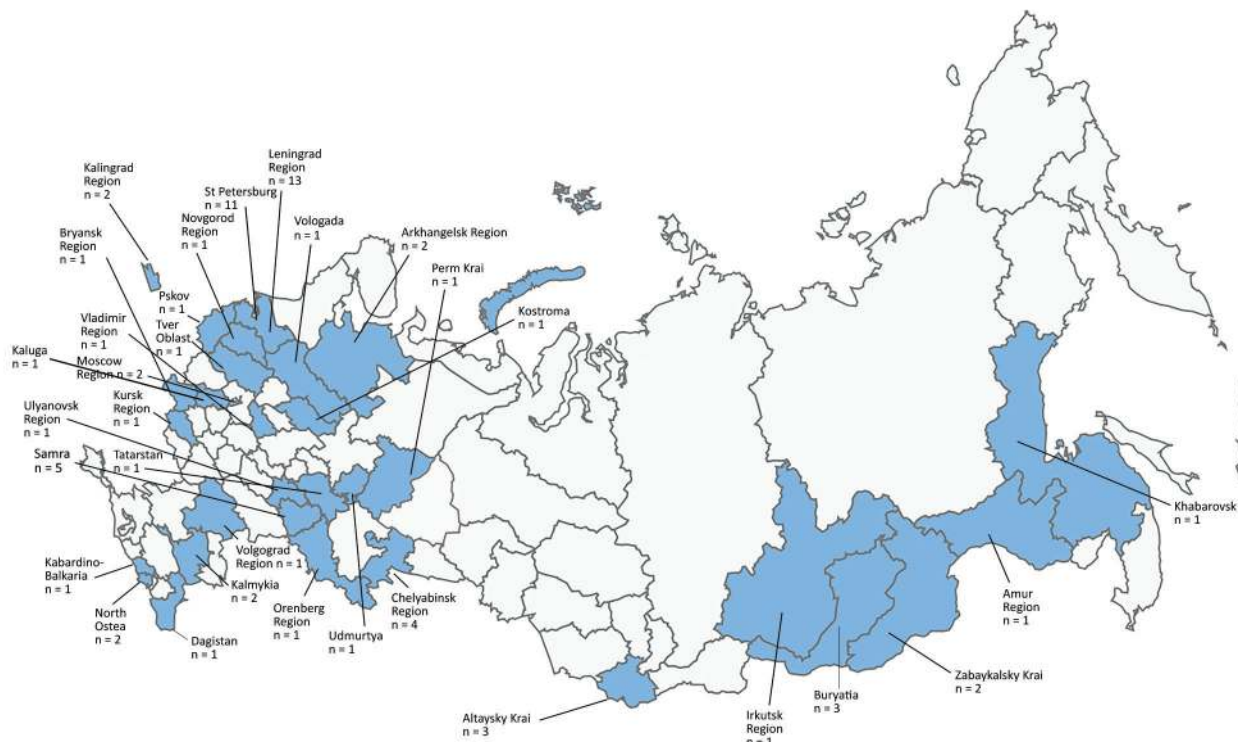 Leningrad
Region
n = 13
Kalingrad
Region
n = 2
St Petersburg
n = 11
Novgorod
Region
n = 1
Vologada
n = 1
Bryansk
Region
n = 1
Arkhangelsk Region
n = 2
Perm Krai
n = 1
Pskov
n = 1
Kostroma
n = 1
Vladimir
Region
n = 1
Tver
Oblast
n = 1
Kaluga
n = 1
Moscow
Region n = 2
Kursk
Region
n = 1
Ulyanovsk
Region
n = 1
Samra
n = 5
Tatarstan
n = 1
Khabarovsk
n = 1
Volgograd
Region n = 1
Kabardino-
Balkaria
n = 1
Kalmykia
n = 2
Chelyabinsk
Region
n = 4
North
Ostea
n = 2
Orenberg
Region
n = 1
Udmurtya
n = 1
Dagistan
n = 1
Amur
Region
n = 1
Zabaykalsky Krai
n = 2
Buryatia
n = 3
Altaysky Krai
n = 3
Irkutsk
Region
n = 1